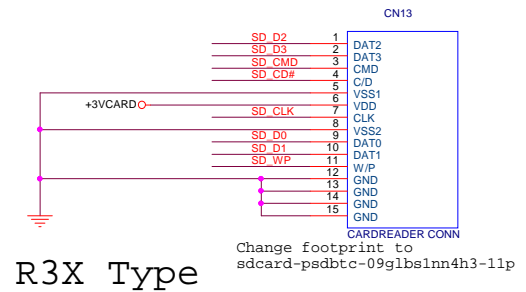 CN13
SD_D2 1 DAT2
SD_D3 2 DAT3
SD_CMD 3 CMD
SD_CD# 4 C/D
5 VSS1
+3VCARD 6 VDD
SD_CLK 7 CLK
8 VSS2
SD_D0 9 DAT0
SD_D1 10 DAT1
SD_WP 11 W/P
12 GND
13 GND
14 GND
15 GND
CARDREADER CONN
Change footprint to
sdcard-psdbtc-09glbs1nn4h3-11p
R3X Type